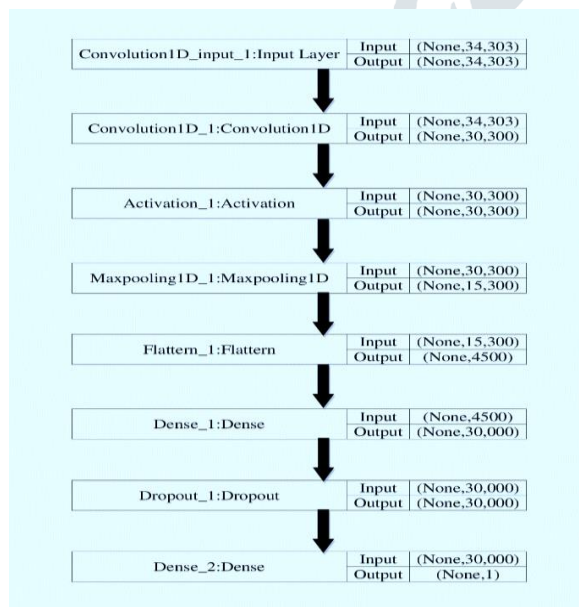 Convolution1D_input_1:Input Layer Input (None,34,303)
Output (None,34,303)
Convolution1D_1:Convolution1D Input (None,34,303)
Output (None,30,300)
Activation_1:Activation Input (None,30,300)
Output (None,30,300)
Maxpooling1D_1:Maxpooling1D Input (None,30,300)
Output (None,15,300)
Flattern_1:Flattern Input (None,15,300)
Output (None,4500)
Dense_1:Dense Input (None,4500)
Output (None,30,000)
Dropout_1:Dropout Input (None,30,000)
Output (None,30,000)
Dense_2:Dense Input (None,30,000)
Output (None,1)